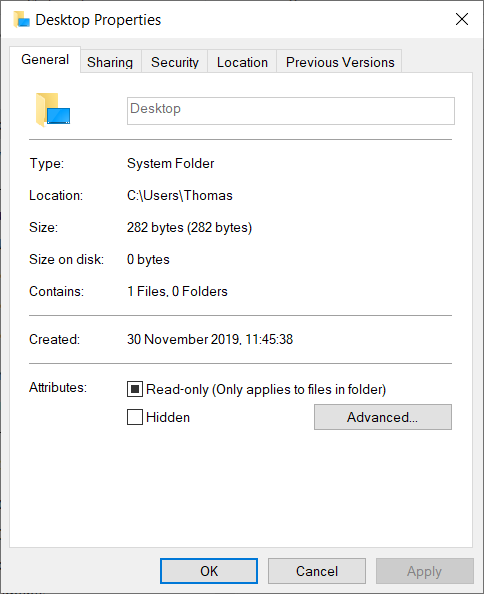 Desktop Properties
General Sharing Security Location Previous Versions
Desktop
Type: System Folder
Location: C:\Users\Thomas
Size: 282 bytes (282 bytes)
Size on disk: 0 bytes
Contains: 1 Files, 0 Folders
Created: 30 November 2019, 11:45:38
Attributes: Read-only (Only applies to files in folder)
Hidden Advanced...
OK Cancel Apply